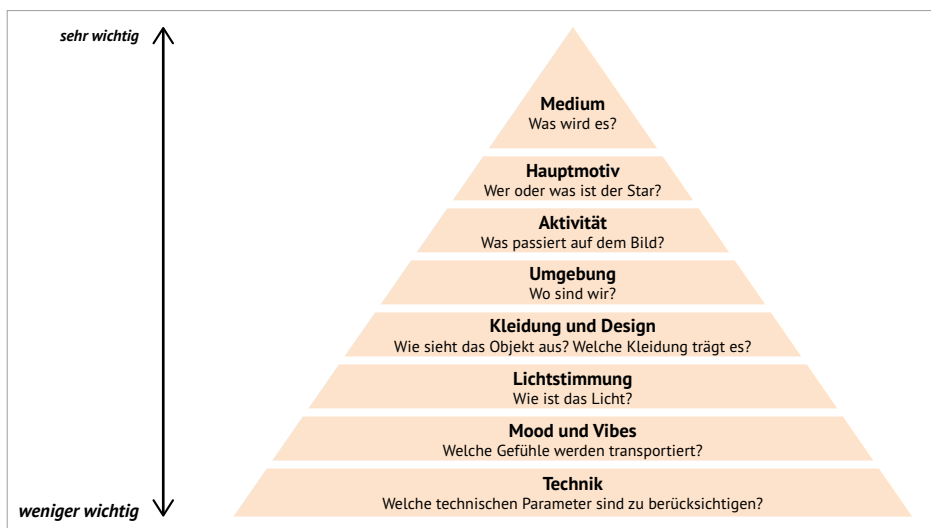 sehr wichtig
Medium
Was wird es?
Hauptmotiv
Wer oder was ist der Star?
Aktivität
Was passiert auf dem Bild?
Umgebung
Wo sind wir?
Kleidung und Design
Wie sieht das Objekt aus? Welche Kleidung trägt es?
Lichtstimmung
Wie ist das Licht?
Mood und Vibes
Welche Gefühle werden transportiert?
Technik
Welche technischen Parameter sind zu berücksichtigen?
weniger wichtig